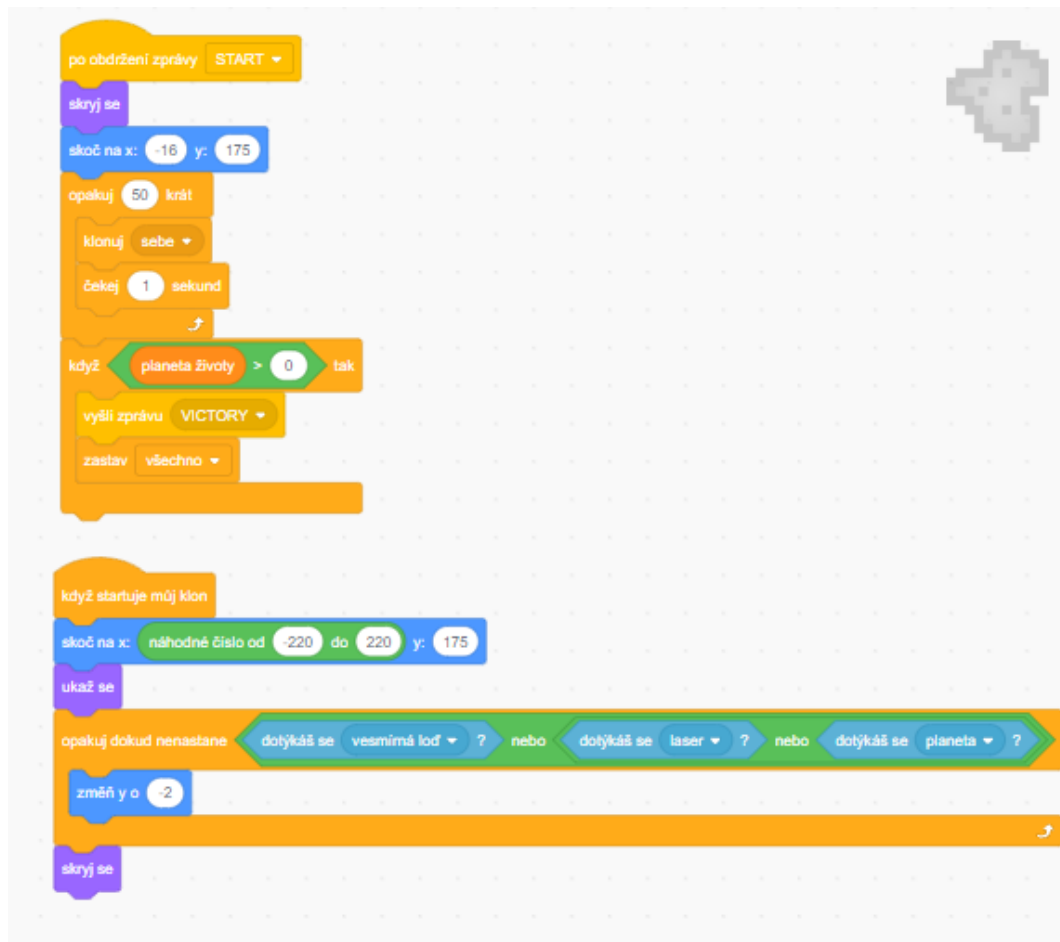 po obdržení zprávy START
skryj se
skoč na x: -16 y: 175
opakuj 50 krát
klonuj sebe
čekej 1 sekund
když planeta životy > 0 tak
vyšli zprávu VICTORY
zastav všechno
když startuje můj klon
skoč na x: náhodné číslo od -220 do 220 y: 175
ukaž se
opakuj dokud nenastane dotýkáš se vesmírná loď ? nebo dotýkáš se laser ? nebo dotýkáš se planeta ?
změň y o -2
skryj se